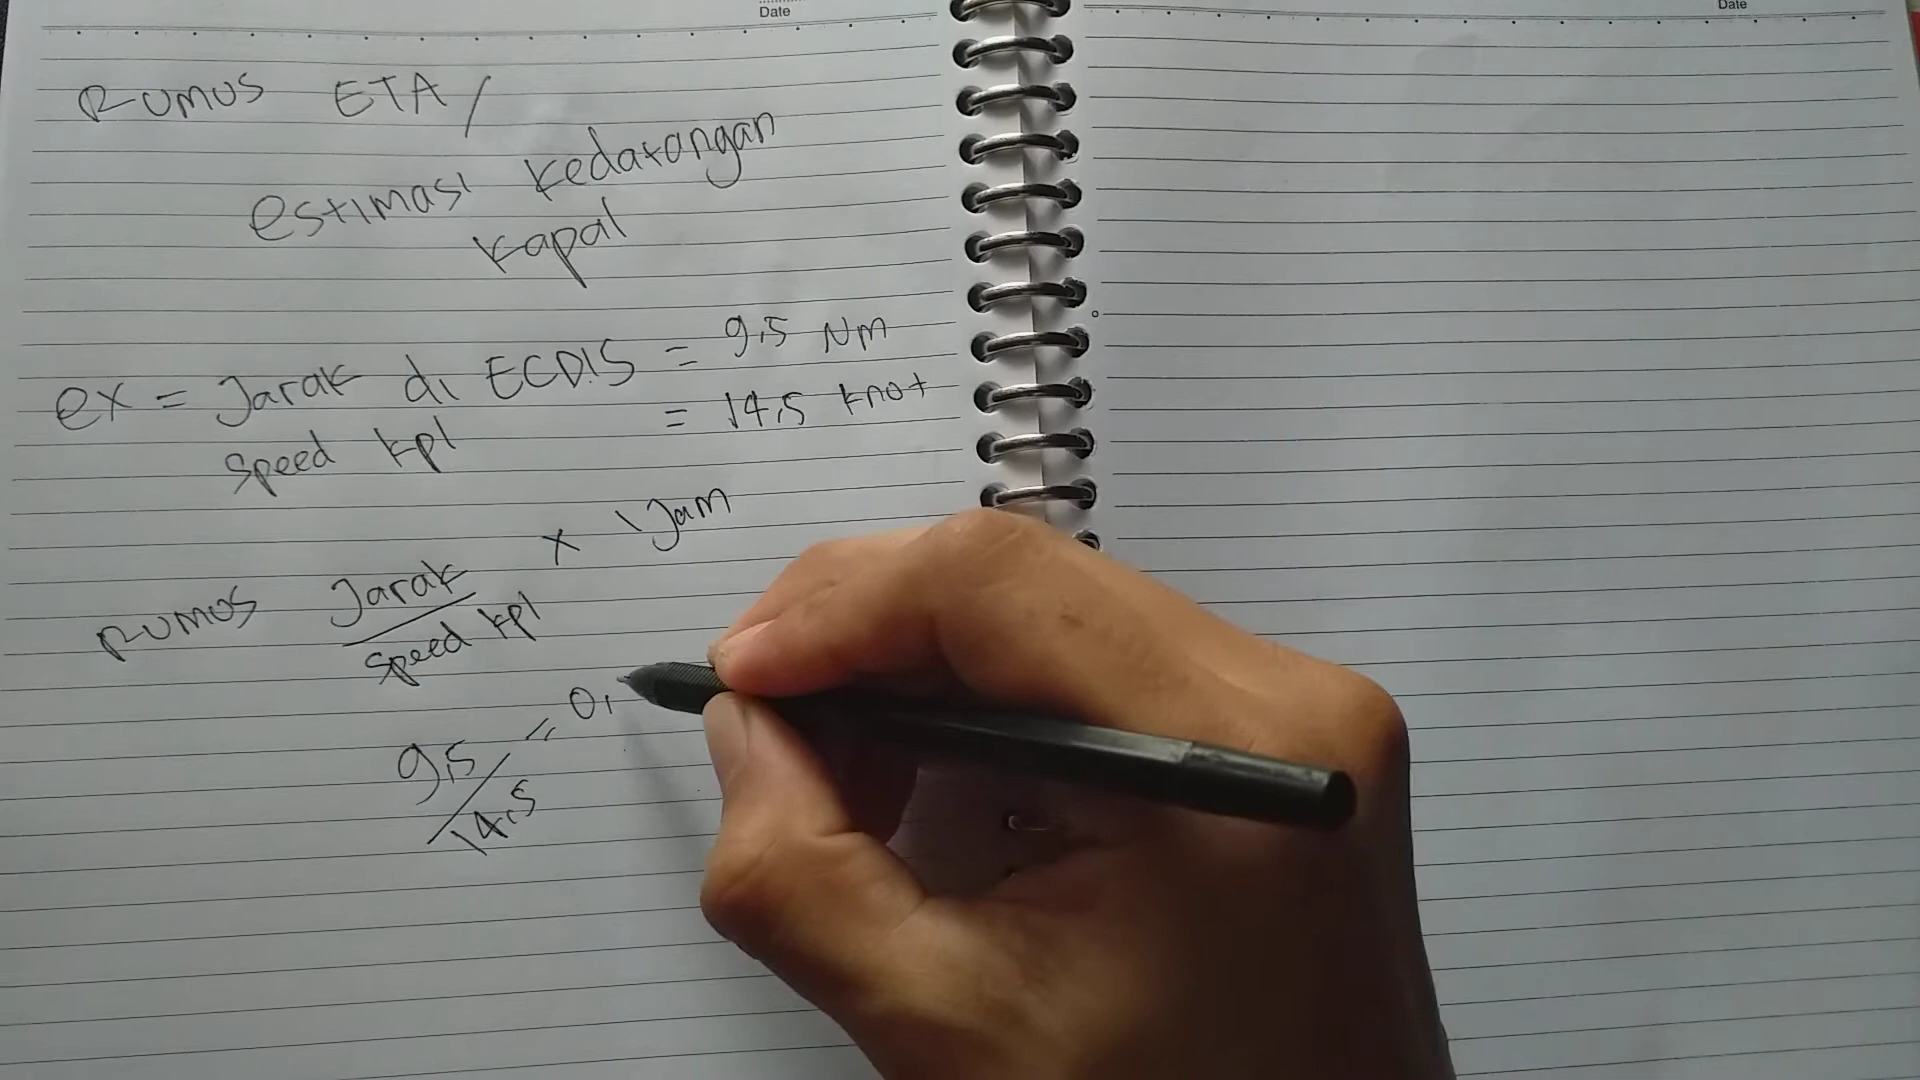 Date
Date
RUMUS ETA/
estimasi kedatangan
kapal
ex = Jarak di ECDIS = 9,5 Nm
speed kpl = 14,5 knot
RUMUS Jarak x 1 Jam
speed kpl
9,5 = 0,
14,5